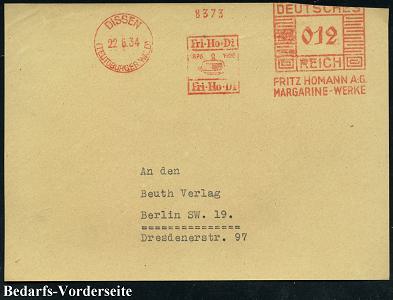 8373
DISSEN
22.6.34
(TEUTOBURGER WALD)
Fri-Ho-Di
Fri-Ho-Di
DEUTSCHES
012
REICH
FRITZ HOMANN A.G.
MARGARINE-WERKE
An den
Beuth Verlag
Berlin SW. 19.
Dresdenerstr. 97
Bedarfs-Vorderseite